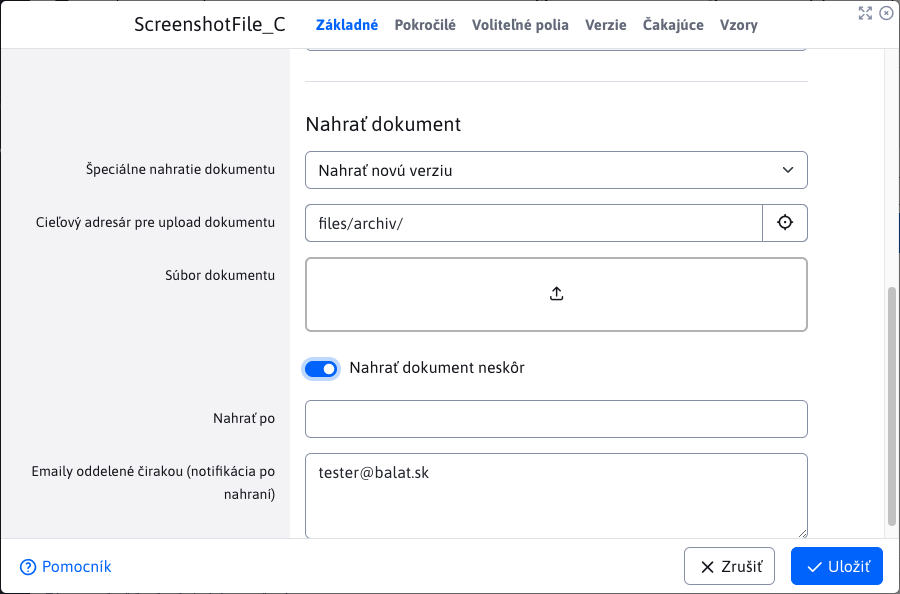 ScreenshotFile_C
Základné Pokročilé Voliteľné polia Verzie Čakajúce Vzory
Nahrať dokument
Špeciálne nahratie dokumentu
Nahrať novú verziu
Cieľový adresár pre upload dokumentu
files/archiv/
Súbor dokumentu
Nahrať dokument neskôr
Nahrať po
Emaily oddelené čirakou (notifikácia po
nahraní)
tester@balat.sk
Pomocník
Zrušiť
Uložiť